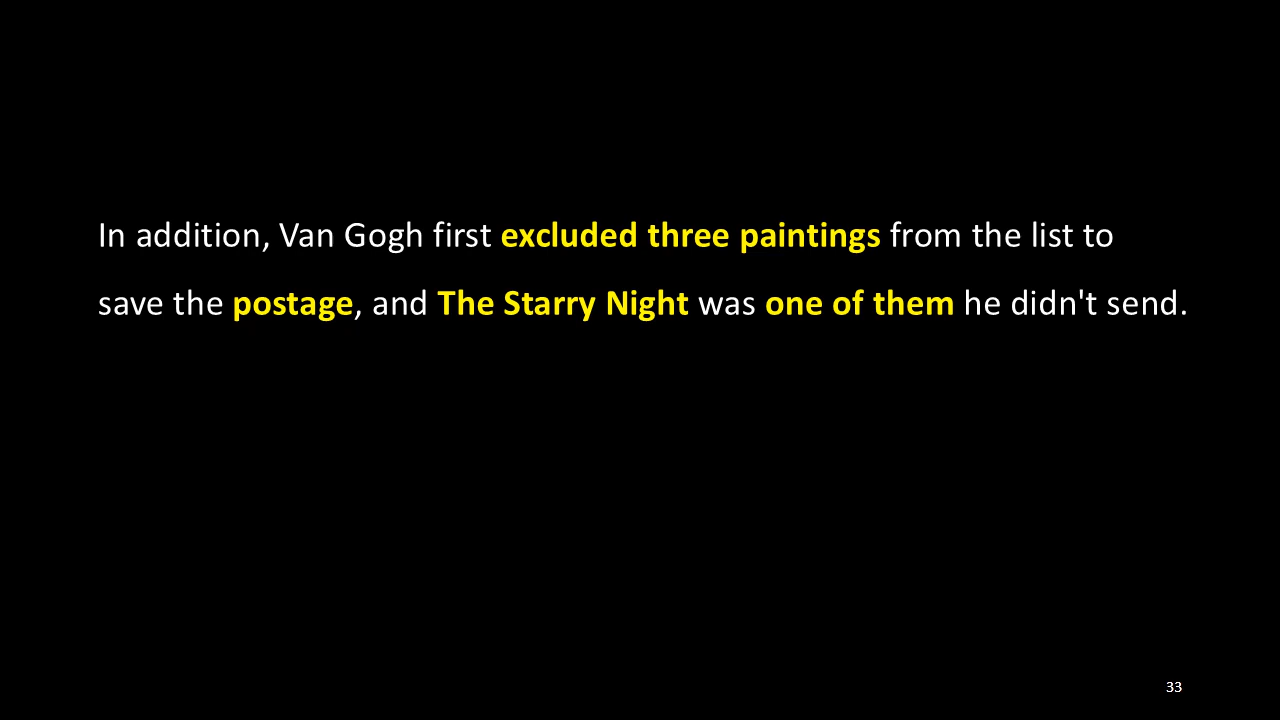 In addition, Van Gogh first excluded three paintings from the list to
save the postage, and The Starry Night was one of them he didn't send.
33